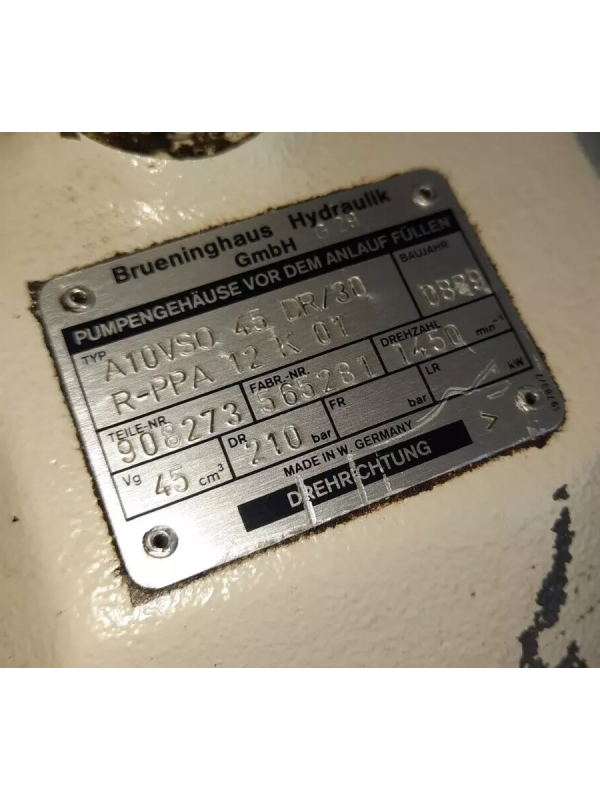 Brueninghaus Hydraulik
GmbH G 29
PUMPENGEHÄUSE VOR DEM ANLAUF FÜLLEN
TYP BAUJAHR
A10VSO 45 DR/30
R-PPA 12 K 01
TEILE-NR. FABR.-NR. DREHZAHL
908273 565281 1450 min⁻¹
Vg 45 cm³ DR 210 bar FR bar LR kW
MADE IN W. GERMANY
DREHRICHTUNG >